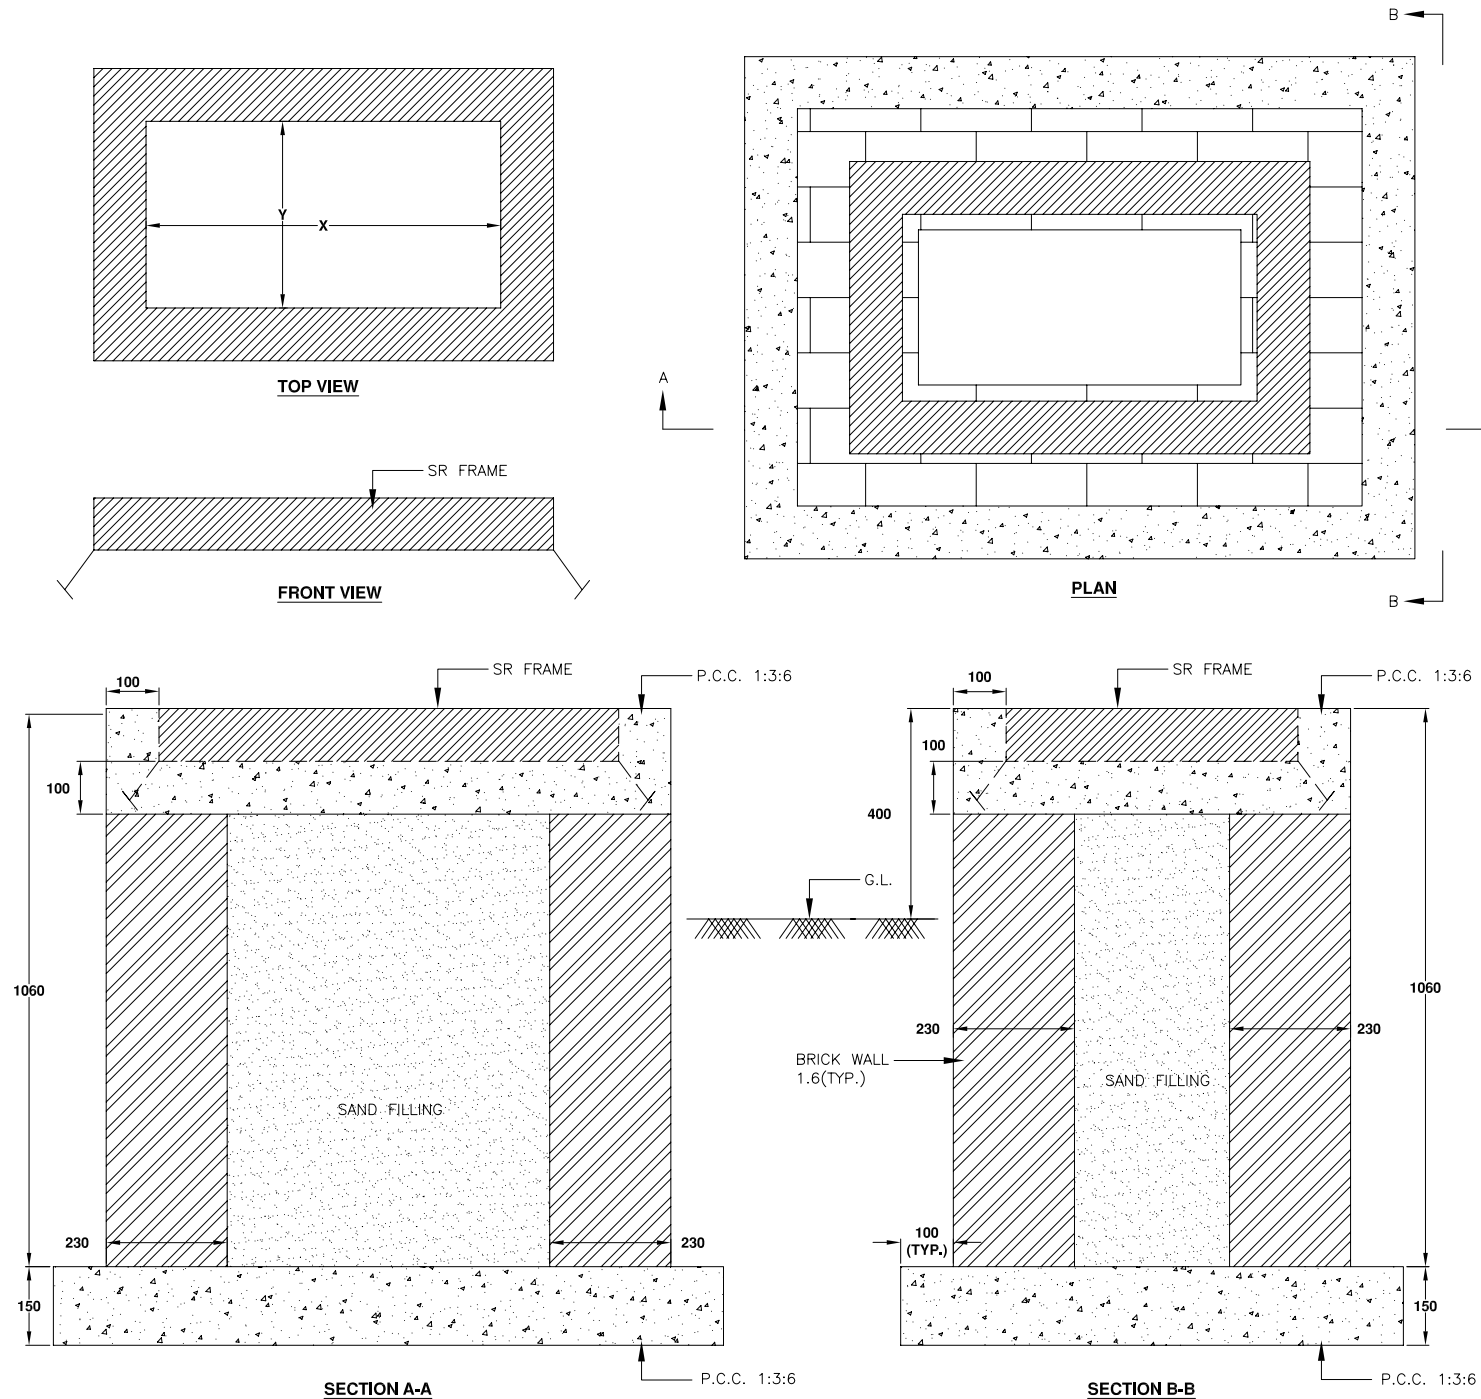 B
Y
X
TOP VIEW
A
SR FRAME
FRONT VIEW
PLAN
B
SR FRAME
P.C.C. 1:3:6
SR FRAME
P.C.C. 1:3:6
100
100
100
100
400
G.L.
1060
1060
230
230
BRICK WALL
1.6(TYP.)
SAND FILLING
SAND FILLING
230
230
100
(TYP.)
150
150
P.C.C. 1:3:6
P.C.C. 1:3:6
SECTION A-A
SECTION B-B